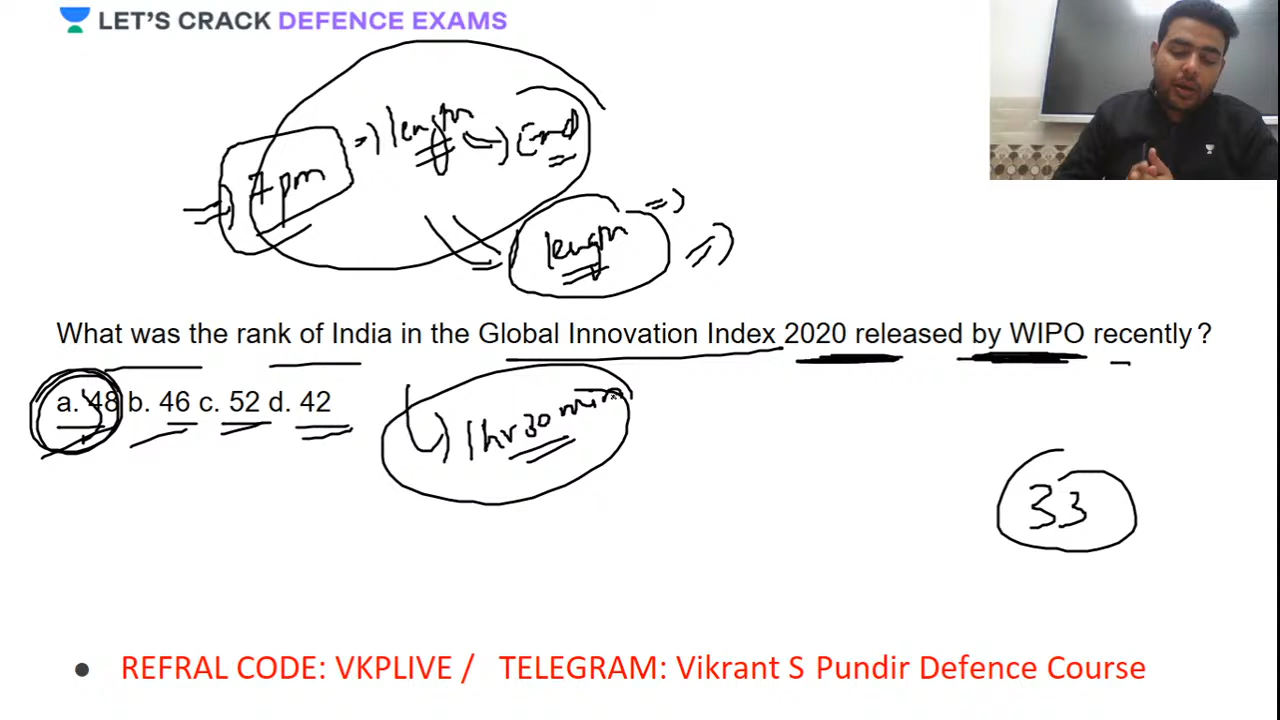 LET'S CRACK DEFENCE EXAMS
7pm => length => End
length =>
=>
What was the rank of India in the Global Innovation Index 2020 released by WIPO recently ?
a. 48 b. 46 c. 52 d. 42
1hr 30 min
33
● REFRAL CODE: VKPLIVE / TELEGRAM: Vikrant S Pundir Defence Course